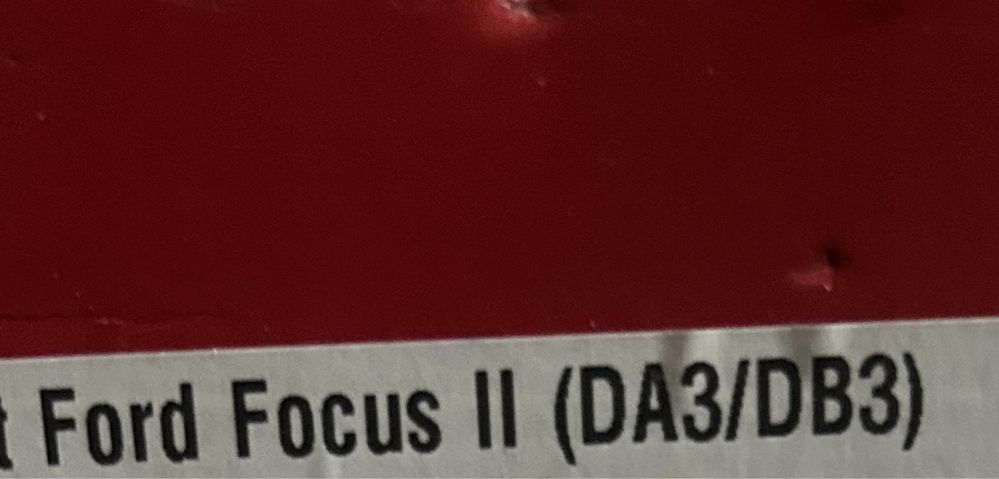 t Ford Focus II (DA3/DB3)